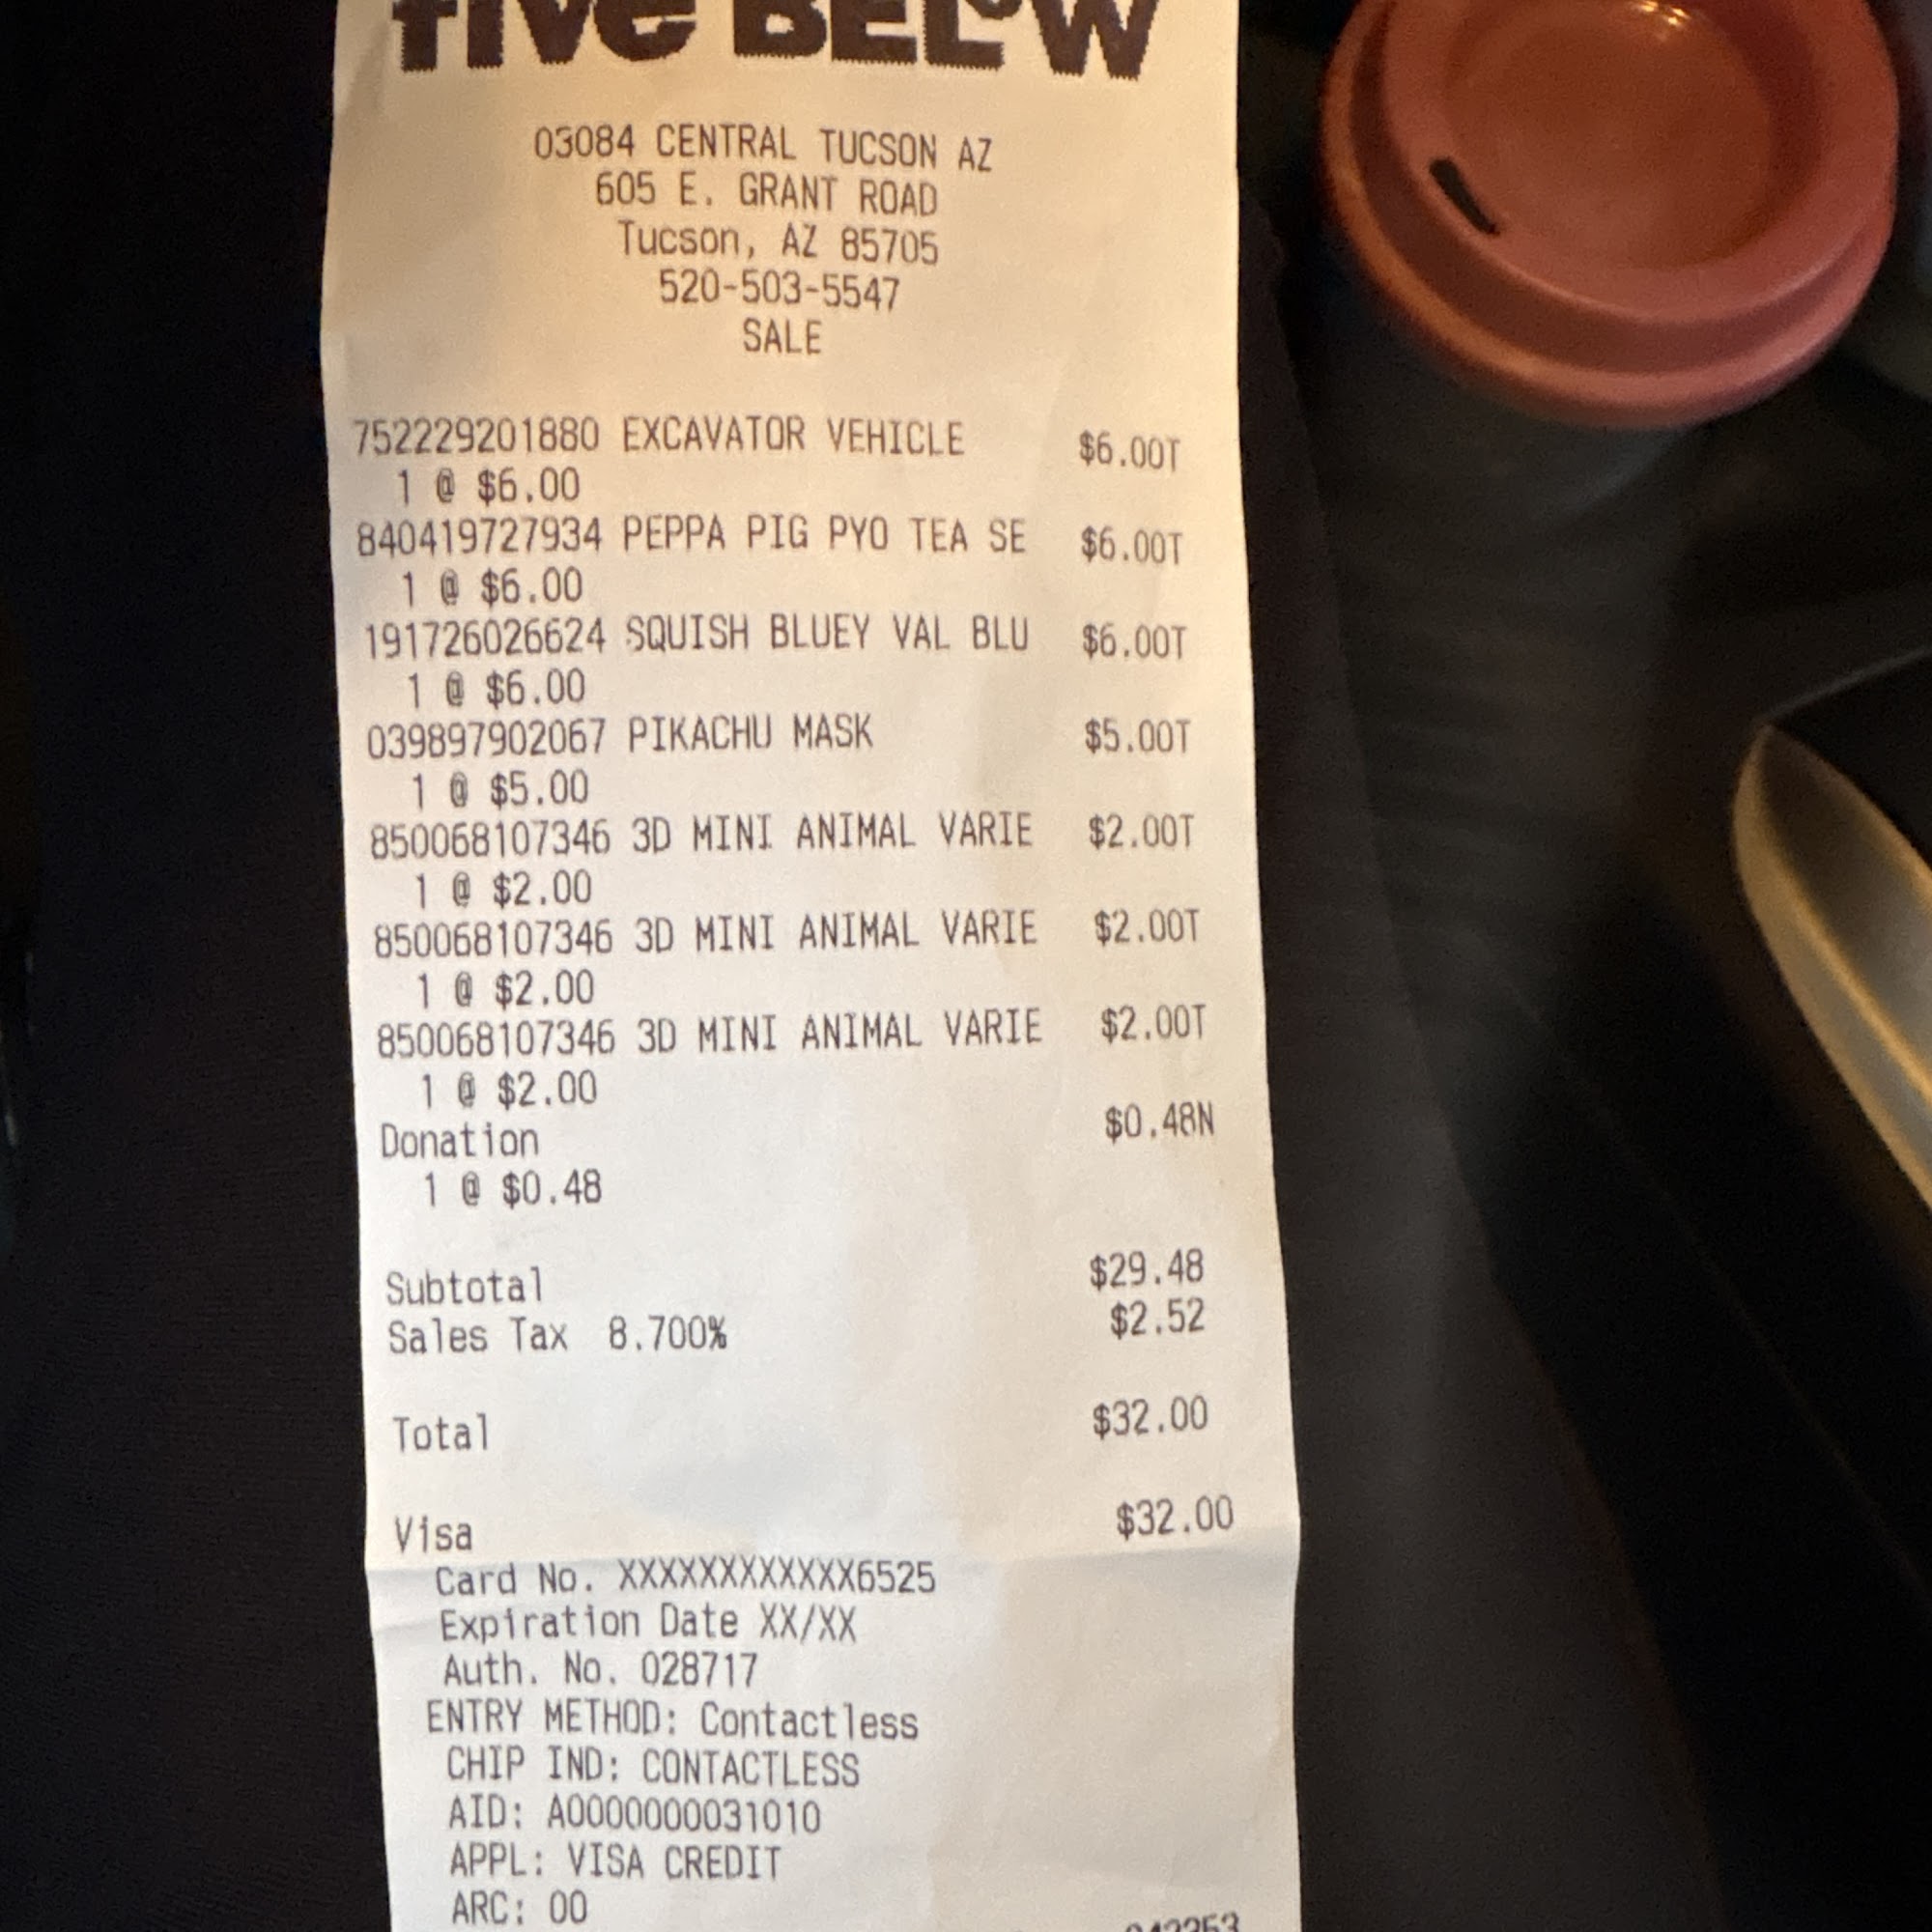 five BELoW
03084 CENTRAL TUCSON AZ
605 E. GRANT ROAD
Tucson, AZ 85705
520-503-5547
SALE
752229201880 EXCAVATOR VEHICLE $6.00T
1 @ $6.00
840419727934 PEPPA PIG PYO TEA SE $6.00T
1 @ $6.00
191726026624 SQUISH BLUEY VAL BLU $6.00T
1 @ $6.00
039897902067 PIKACHU MASK $5.00T
1 @ $5.00
850068107346 3D MINI ANIMAL VARIE $2.00T
1 @ $2.00
850068107346 3D MINI ANIMAL VARIE $2.00T
1 @ $2.00
850068107346 3D MINI ANIMAL VARIE $2.00T
1 @ $2.00
Donation $0.48N
1 @ $0.48
Subtotal $29.48
Sales Tax 8.700% $2.52
Total $32.00
Visa $32.00
Card No. XXXXXXXXXXXX6525
Expiration Date XX/XX
Auth. No. 028717
ENTRY METHOD: Contactless
CHIP IND: CONTACTLESS
AID: A0000000031010
APPL: VISA CREDIT
ARC: 00